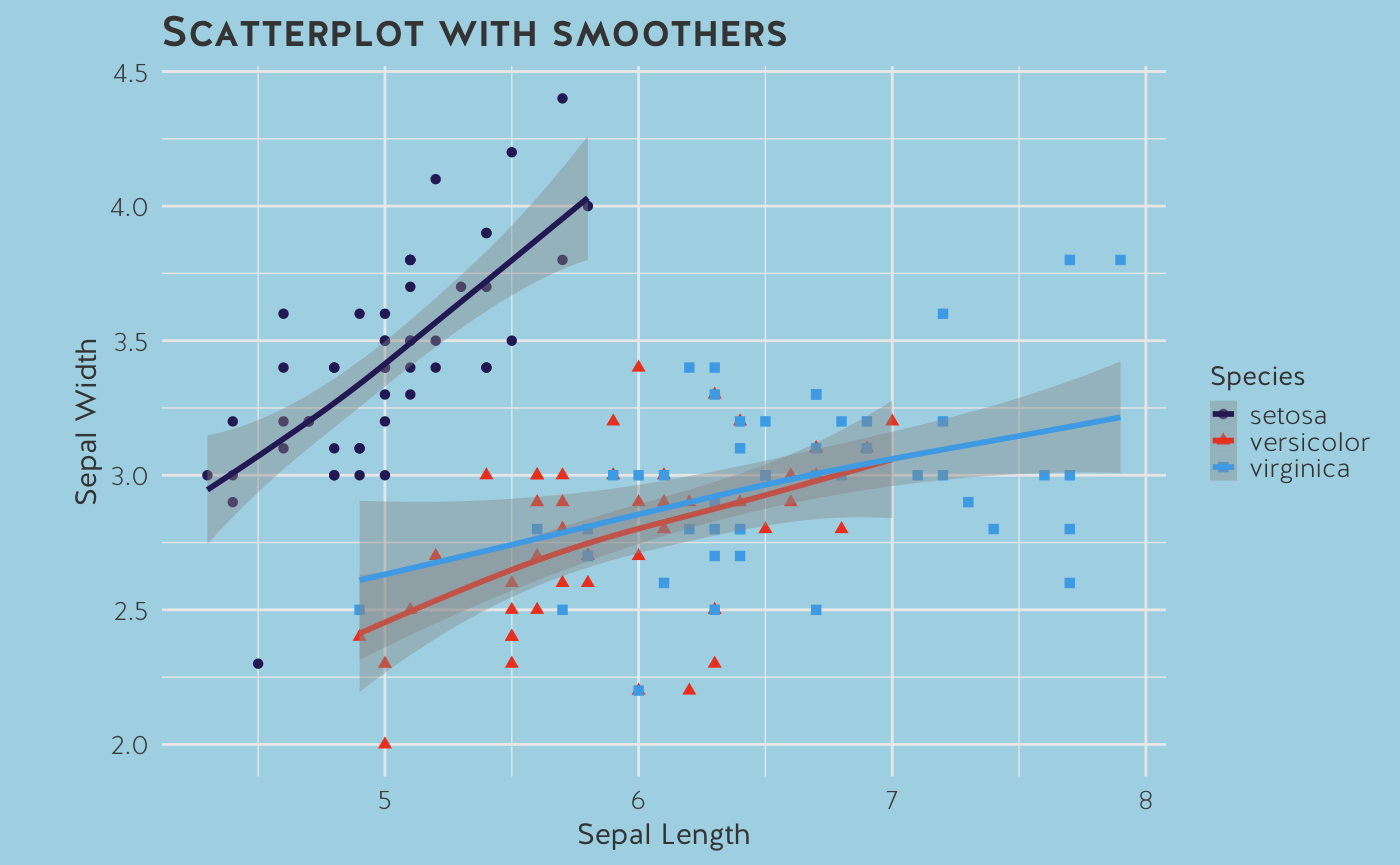 Scatterplot with smoothers
4.5
4.0
3.5
3.0
2.5
2.0
Sepal Width
5 6 7 8
Sepal Length
Species
setosa
versicolor
virginica